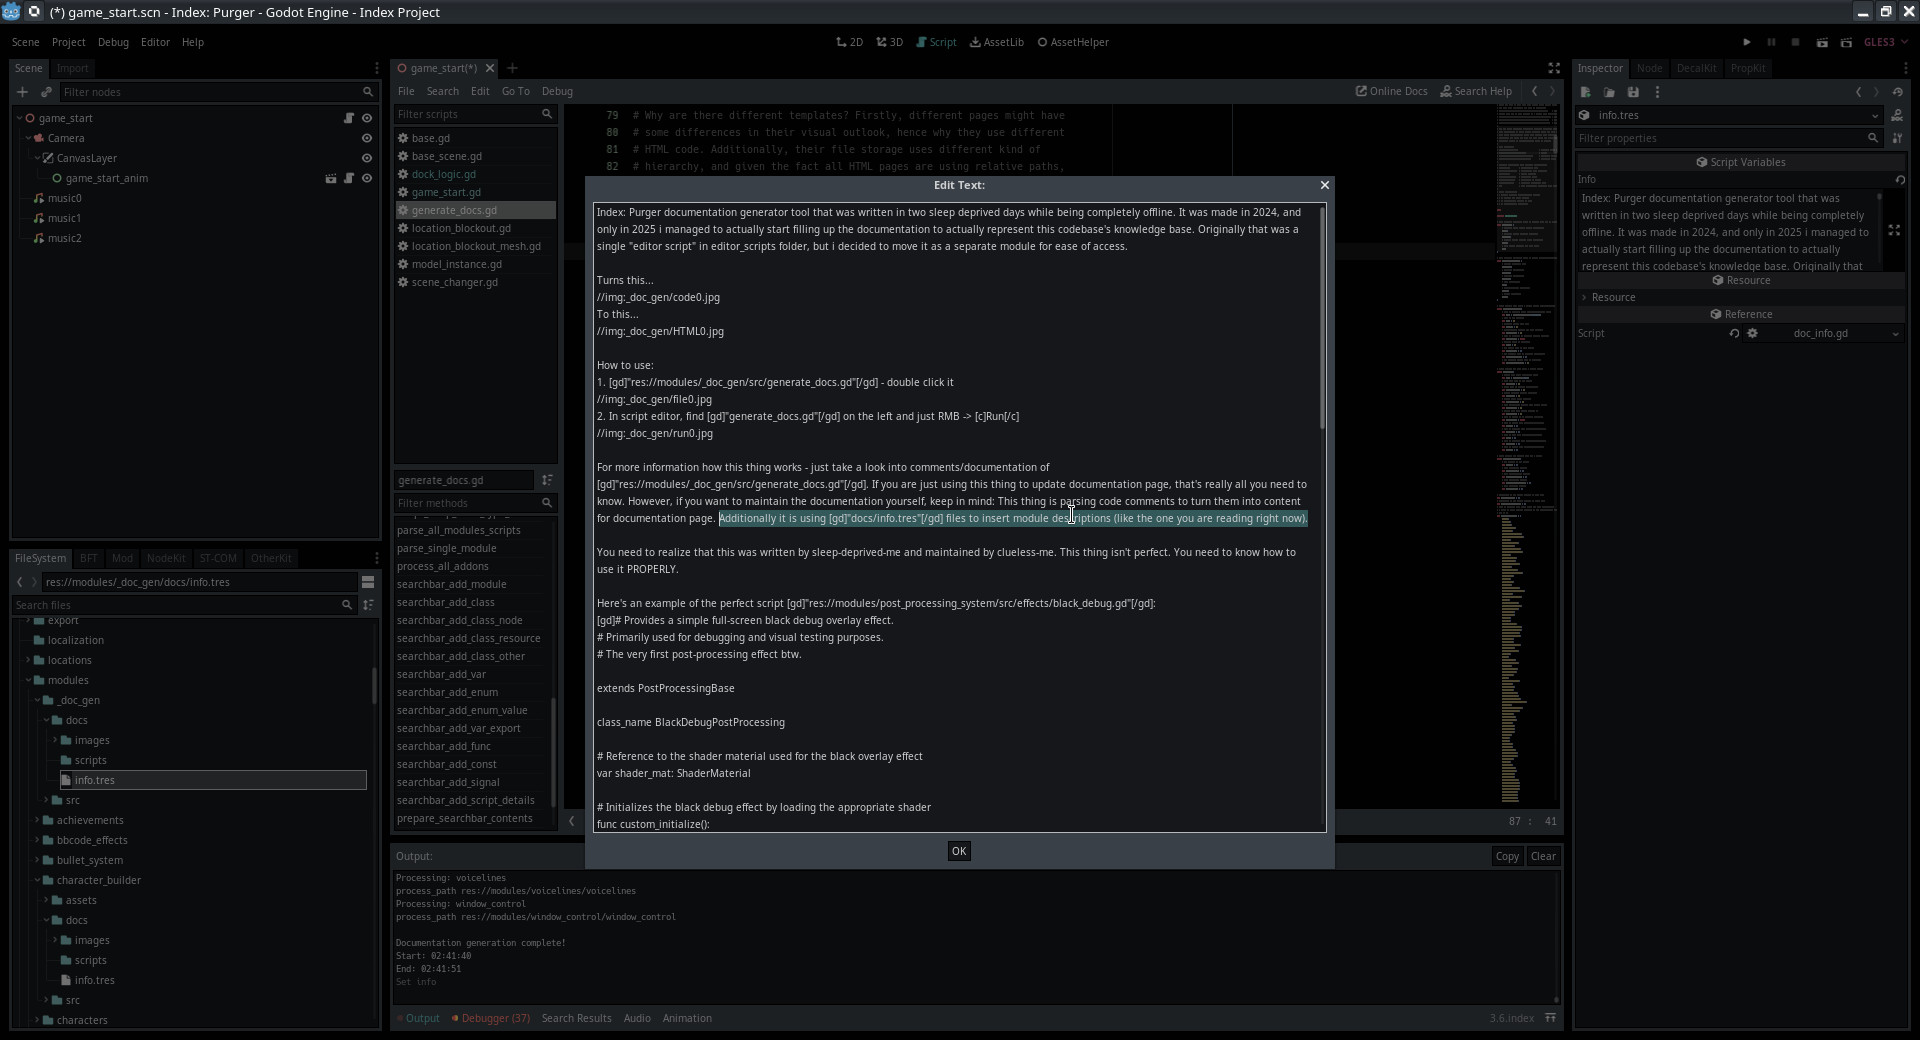 (*) game_start.scn - Index: Purger - Godot Engine - Index Project
Scene Project Debug Editor Help
2D 3D Script AssetLib AssetHelper
GLES3
Scene Import
Filter nodes
game_start
Camera
CanvasLayer
game_start_anim
music0
music1
music2
FileSystem BFT Mod NodeKit ST-COM OtherKit
res://modules/_doc_gen/docs/info.tres
Search files
export
localization
locations
modules
_doc_gen
docs
images
scripts
info.tres
src
achievements
bbcode_effects
bullet_system
character_builder
assets
docs
images
scripts
info.tres
src
characters
game_start(*)
File Search Edit Go To Debug
Online Docs Search Help
Filter scripts
base.gd
base_scene.gd
dock_logic.gd
game_start.gd
generate_docs.gd
location_blockout.gd
location_blockout_mesh.gd
model_instance.gd
scene_changer.gd
generate_docs.gd
Filter methods
parse_all_modules_scripts
parse_single_module
process_all_addons
searchbar_add_module
searchbar_add_class
searchbar_add_class_node
searchbar_add_class_resource
searchbar_add_class_other
searchbar_add_var
searchbar_add_enum
searchbar_add_enum_value
searchbar_add_var_export
searchbar_add_func
searchbar_add_const
searchbar_add_signal
searchbar_add_script_details
prepare_searchbar_contents
79 # Why are there different templates? Firstly, different pages might have
80 # some differences in their visual outlook, hence why they use different
81 # HTML code. Additionally, their file storage uses different kind of
82 # hierarchy, and given the fact all HTML pages are using relative paths,
87 : 41
Edit Text:
Index: Purger documentation generator tool that was written in two sleep deprived days while being completely offline. It was made in 2024, and
only in 2025 i managed to actually start filling up the documentation to actually represent this codebase's knowledge base. Originally that was a
single "editor script" in editor_scripts folder, but i decided to move it as a separate module for ease of access.
Turns this...
//img:_doc_gen/code0.jpg
To this...
//img:_doc_gen/HTML0.jpg
How to use:
1. [gd]"res://modules/_doc_gen/src/generate_docs.gd"[/gd] - double click it
//img:_doc_gen/file0.jpg
2. In script editor, find [gd]"generate_docs.gd"[/gd] on the left and just RMB -> [c]Run[/c]
//img:_doc_gen/run0.jpg
For more information how this thing works - just take a look into comments/documentation of
[gd]"res://modules/_doc_gen/src/generate_docs.gd"[/gd]. If you are just using this thing to update documentation page, that's really all you need to
know. However, if you want to maintain the documentation yourself, keep in mind: This thing is parsing code comments to turn them into content
for documentation page. Additionally it is using [gd]"docs/info.tres"[/gd] files to insert module descriptions (like the one you are reading right now).
You need to realize that this was written by sleep-deprived-me and maintained by clueless-me. This thing isn't perfect. You need to know how to
use it PROPERLY.
Here's an example of the perfect script [gd]"res://modules/post_processing_system/src/effects/black_debug.gd"[/gd]:
[gd]# Provides a simple full-screen black debug overlay effect.
# Primarily used for debugging and visual testing purposes.
# The very first post-processing effect btw.
extends PostProcessingBase
class_name BlackDebugPostProcessing
# Reference to the shader material used for the black overlay effect
var shader_mat: ShaderMaterial
# Initializes the black debug effect by loading the appropriate shader
func custom_initialize():
OK
Output:
Copy Clear
Processing: voicelines
process_path res://modules/voicelines/voicelines
Processing: window_control
process_path res://modules/window_control/window_control
Documentation generation complete!
Start: 02:41:40
End: 02:41:51
Set info
Output Debugger (37) Search Results Audio Animation
3.6.index
Inspector Node DecalKit PropKit
info.tres
Filter properties
Script Variables
Info
Index: Purger documentation generator tool that was
written in two sleep deprived days while being completely
offline. It was made in 2024, and only in 2025 i managed to
actually start filling up the documentation to actually
represent this codebase's knowledge base. Originally that
Resource
Resource
Reference
Script
doc_info.gd